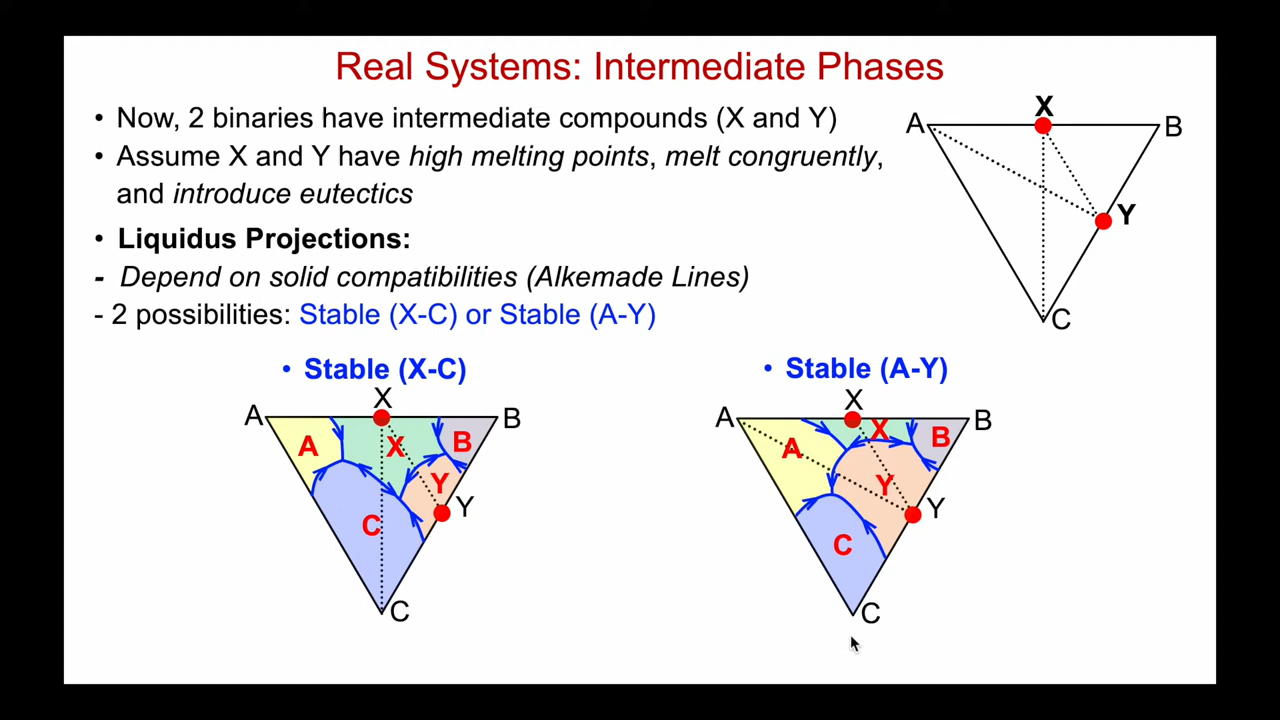 Real Systems: Intermediate Phases
• Now, 2 binaries have intermediate compounds (X and Y)
• Assume X and Y have high melting points, melt congruently,
and introduce eutectics
• Liquidus Projections:
- Depend on solid compatibilities (Alkemade Lines)
- 2 possibilities: Stable (X-C) or Stable (A-Y)
X
A
B
Y
C
• Stable (X-C)
X
A
B
A
X
B
Y
Y
C
C
• Stable (A-Y)
X
A
B
X
B
A
Y
Y
C
C